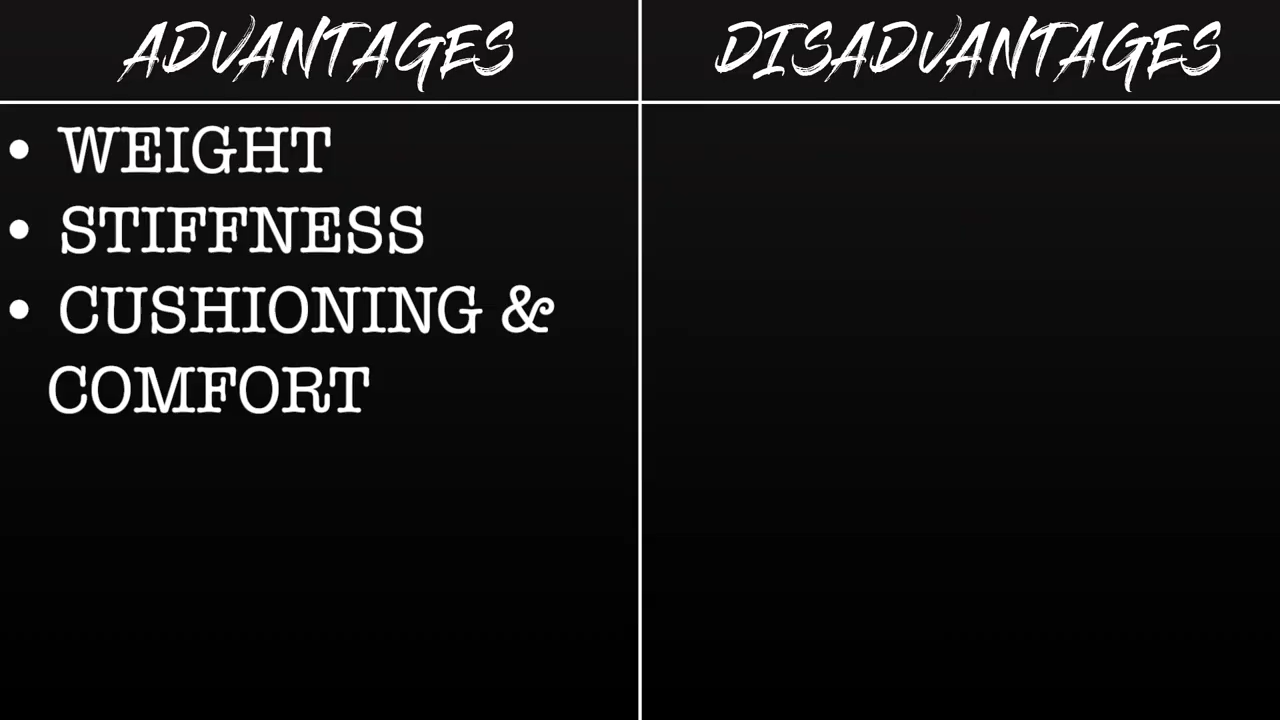 ADVANTAGES
DISADVANTAGES
• WEIGHT
• STIFFNESS
• CUSHIONING &
COMFORT